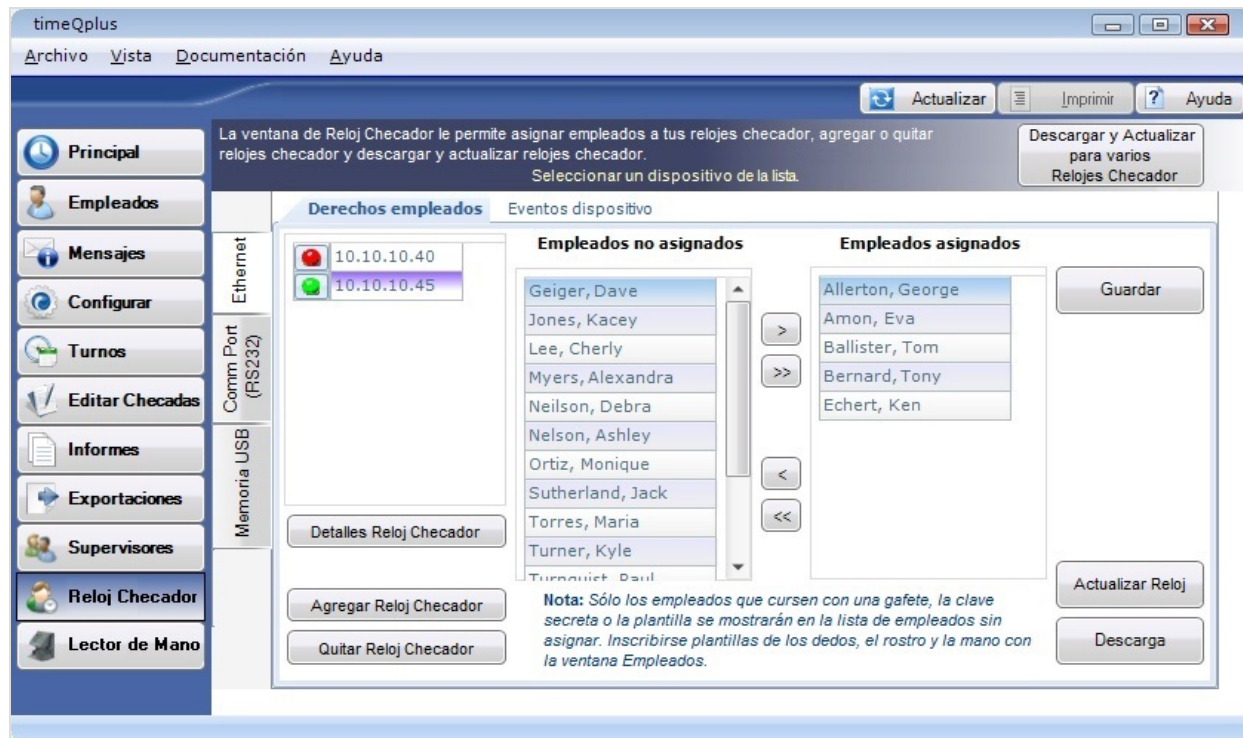 timeQplus
Archivo Vista Documentación Ayuda
Actualizar Imprimir Ayuda
La ventana de Reloj Checador le permite asignar empleados a tus relojes checador, agregar o quitar
relojes checador y descargar y actualizar relojes checador.
Seleccionar un dispositivo de la lista.
Descargar y Actualizar
para varios
Relojes Checador
Principal
Empleados
Mensajes
Configurar
Turnos
Editar Checadas
Informes
Exportaciones
Supervisores
Reloj Checador
Lector de Mano
Ethernet
Comm Port
(RS232)
Memoria USB
Derechos empleados Eventos dispositivo
10.10.10.40
10.10.10.45
Detalles Reloj Checador
Agregar Reloj Checador
Quitar Reloj Checador
Empleados no asignados
Geiger, Dave
Jones, Kacey
Lee, Cherly
Myers, Alexandra
Neilson, Debra
Nelson, Ashley
Ortiz, Monique
Sutherland, Jack
Torres, Maria
Turner, Kyle
Turnquist, Paul
>
>>
<
<<
Empleados asignados
Allerton, George
Amon, Eva
Ballister, Tom
Bernard, Tony
Echert, Ken
Nota: Sólo los empleados que cursen con una gafete, la clave
secreta o la plantilla se mostrarán en la lista de empleados sin
asignar. Inscribirse plantillas de los dedos, el rostro y la mano con
la ventana Empleados.
Guardar
Actualizar Reloj
Descarga